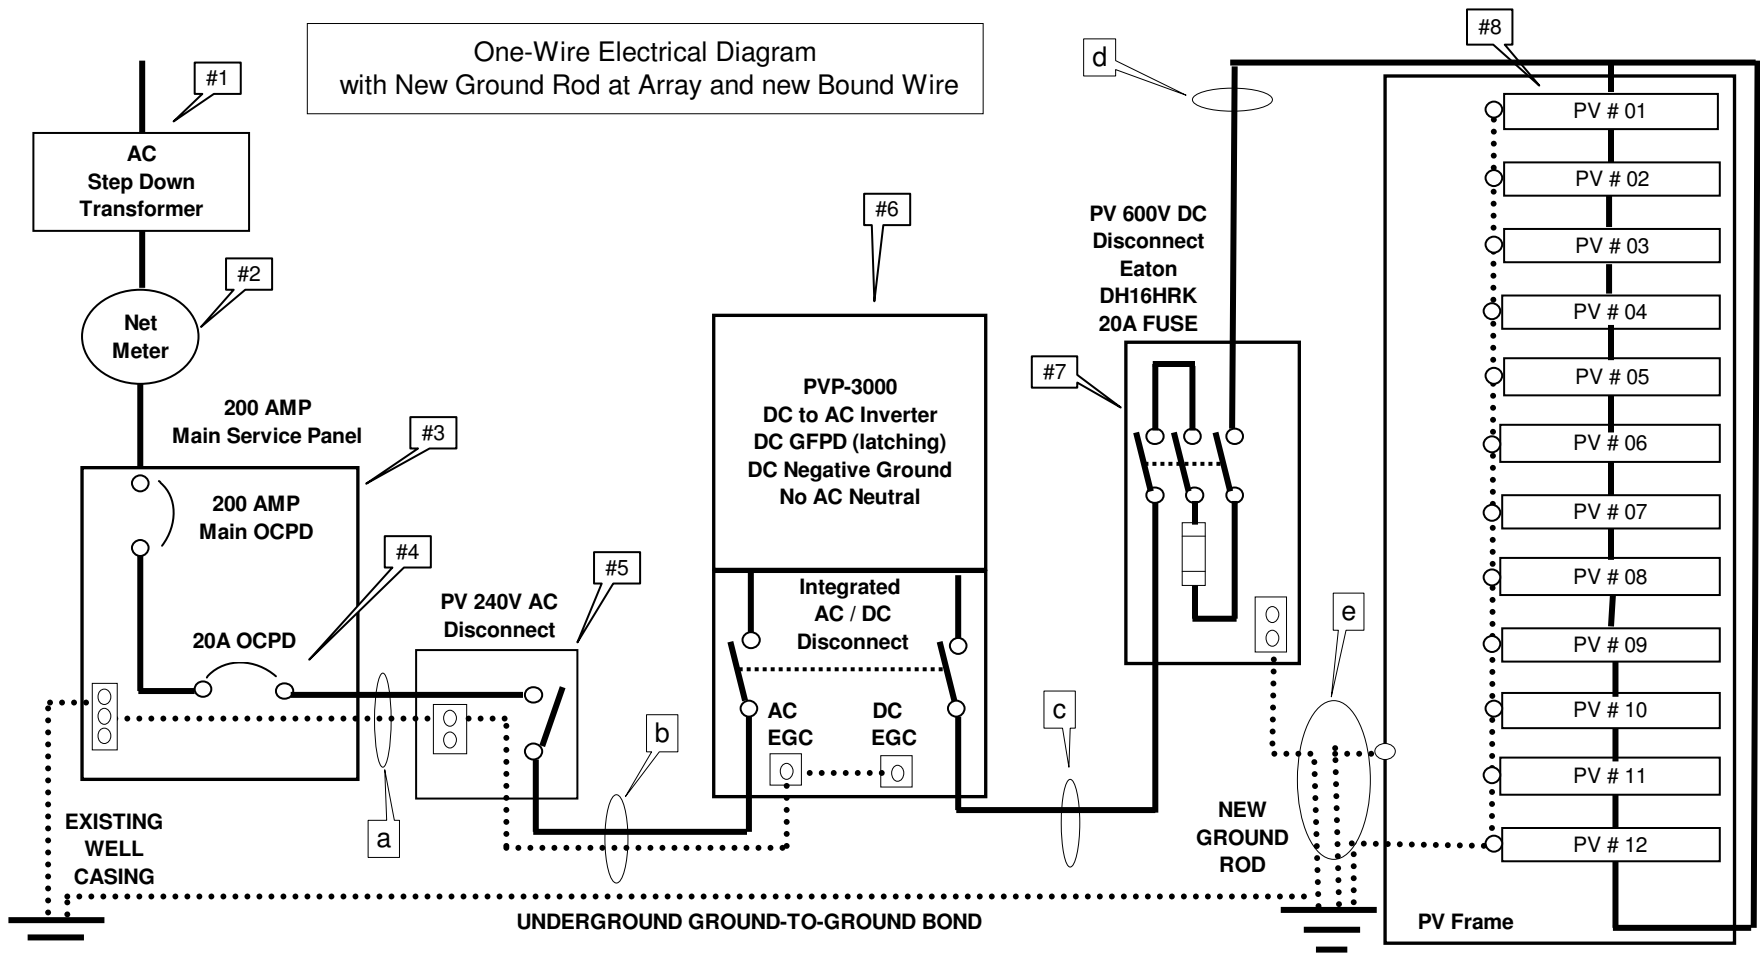 One-Wire Electrical Diagram
with New Ground Rod at Array and new Bound Wire
#1
AC
Step Down
Transformer
#2
Net
Meter
200 AMP
Main Service Panel
#3
200 AMP
Main OCPD
#4
20A OCPD
#5
PV 240V AC
Disconnect
a
b
EXISTING
WELL
CASING
#6
PVP-3000
DC to AC Inverter
DC GFPD (latching)
DC Negative Ground
No AC Neutral
Integrated
AC / DC
Disconnect
AC
EGC
DC
EGC
c
d
PV 600V DC
Disconnect
Eaton
DH16HRK
20A FUSE
#7
e
NEW
GROUND
ROD
UNDERGROUND GROUND-TO-GROUND BOND
#8
PV # 01
PV # 02
PV # 03
PV # 04
PV # 05
PV # 06
PV # 07
PV # 08
PV # 09
PV # 10
PV # 11
PV # 12
PV Frame